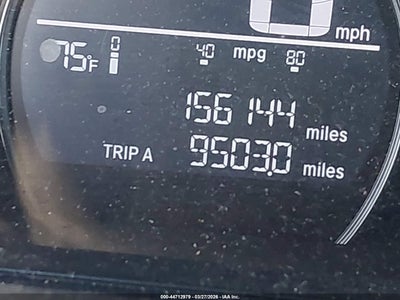 0 mph
75°F 0 40 mpg 80
156144 miles
TRIP A 9503.0 miles
000-44712979 - 03/27/2026 - IAA Inc.